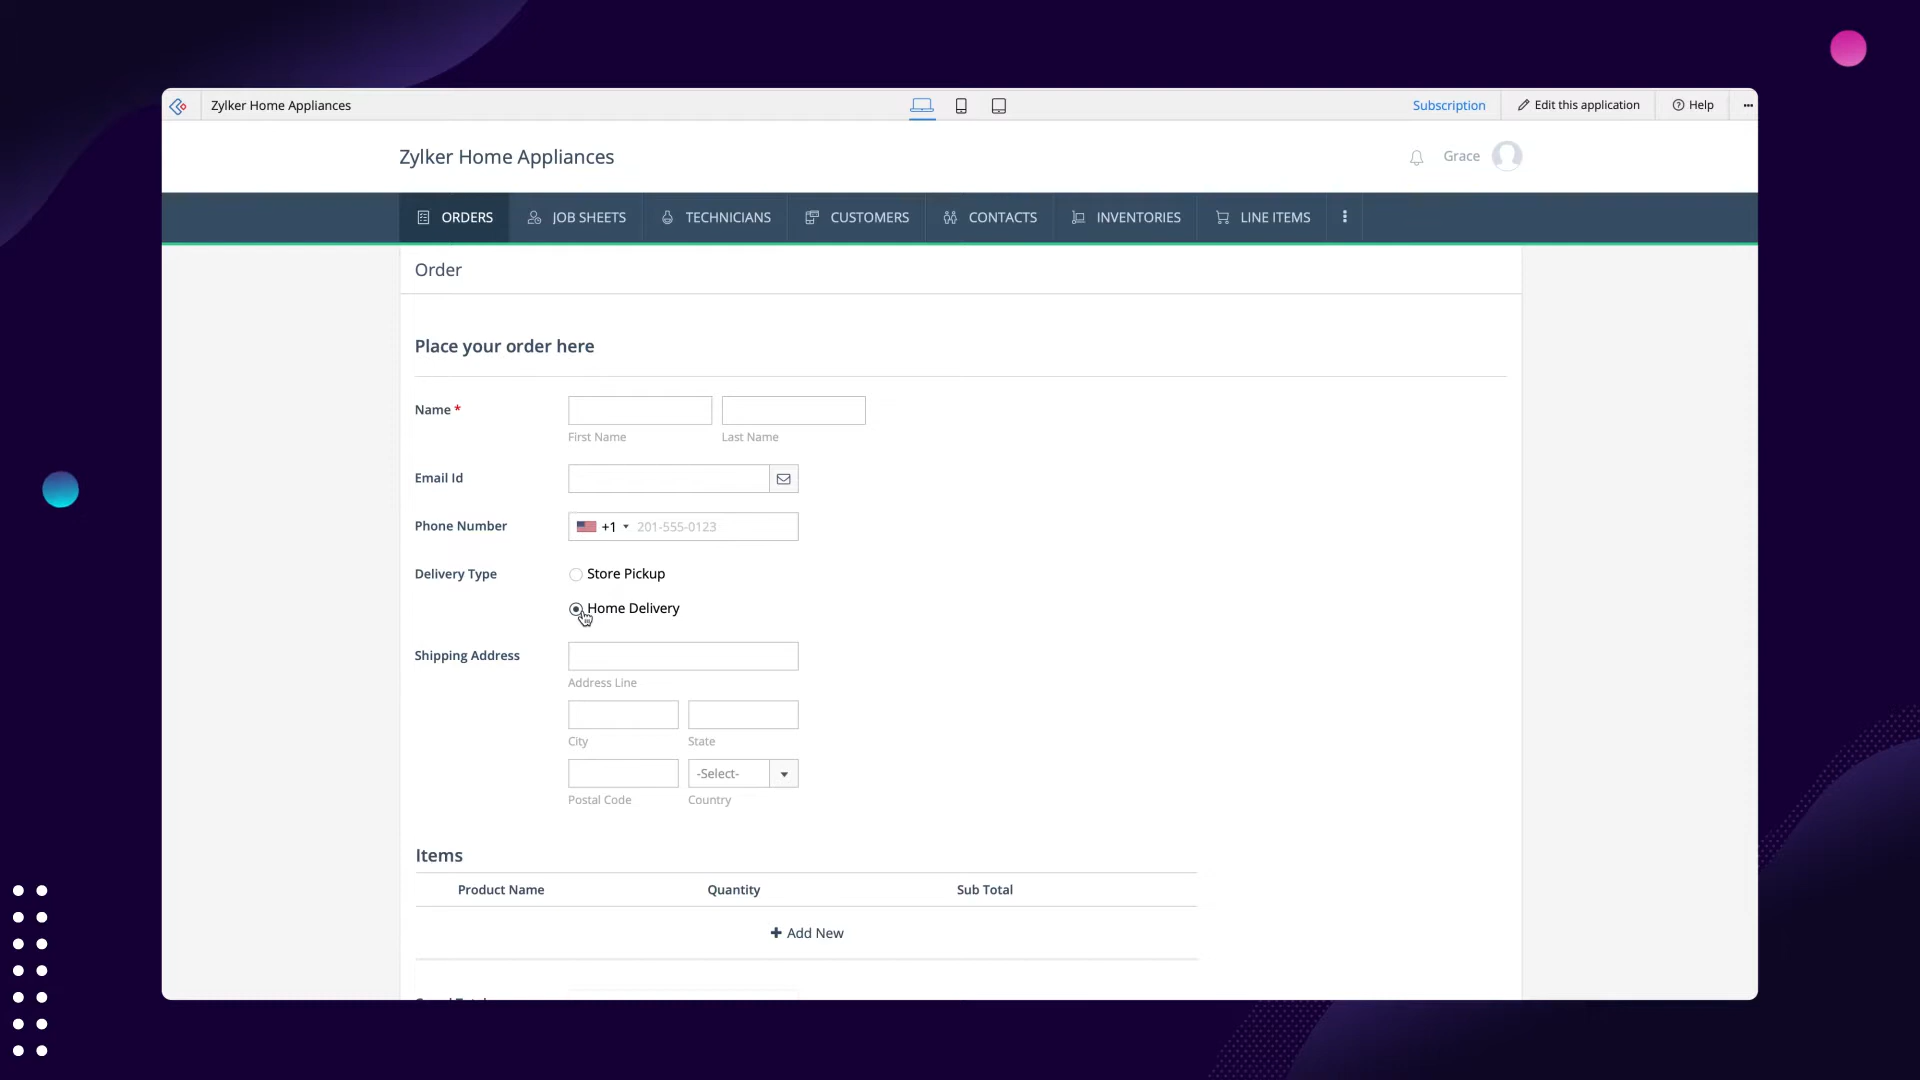 Zylker Home Appliances
Subscription
Edit this application
Help
Zylker Home Appliances
Grace
ORDERS JOB SHEETS TECHNICIANS CUSTOMERS CONTACTS INVENTORIES LINE ITEMS
Order
Place your order here
Name *
First Name Last Name
Email Id
Phone Number +1 201-555-0123
Delivery Type Store Pickup
Home Delivery
Shipping Address
Address Line
City State
-Select-
Postal Code Country
Items
Product Name Quantity Sub Total
+ Add New